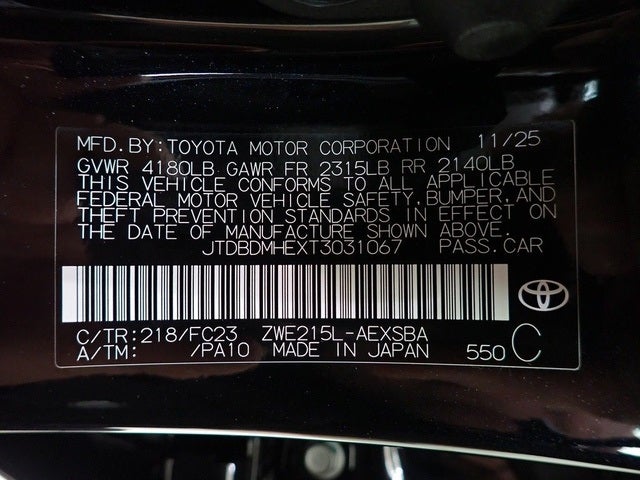 MFD.BY:TOYOTA MOTOR CORPORATION 11/25
GVWR 4180LB GAWR FR 2315LB RR 2140LB
THIS VEHICLE CONFORMS TO ALL APPLICABLE
FEDERAL MOTOR VEHICLE SAFETY,BUMPER,AND
THEFT PREVENTION STANDARDS IN EFFECT ON
THE DATE OF MANUFACTURE SHOWN ABOVE.
JTDBDMHEXT3031067 PASS.CAR
C/TR:218/FC23 ZWE215L-AEXSBA
A/TM: /PA10 MADE IN JAPAN 550 C